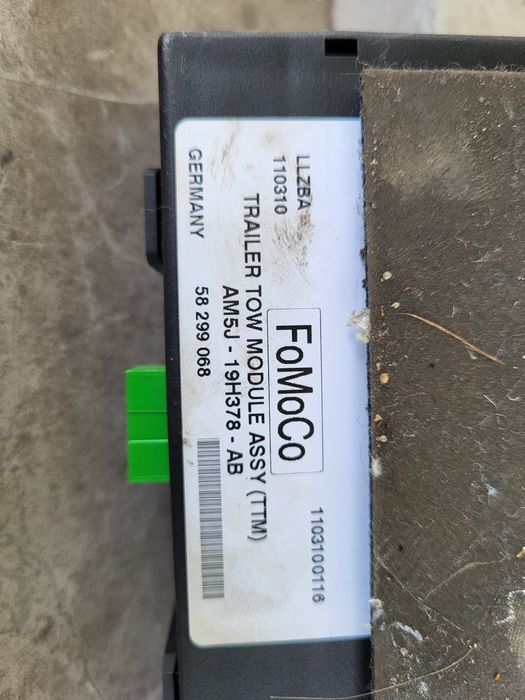 LLZBA
110310
FoMoCo
1103100116
TRAILER TOW MODULE ASSY (TTM)
AM5J - 19H378 - AB
58 299 068
GERMANY